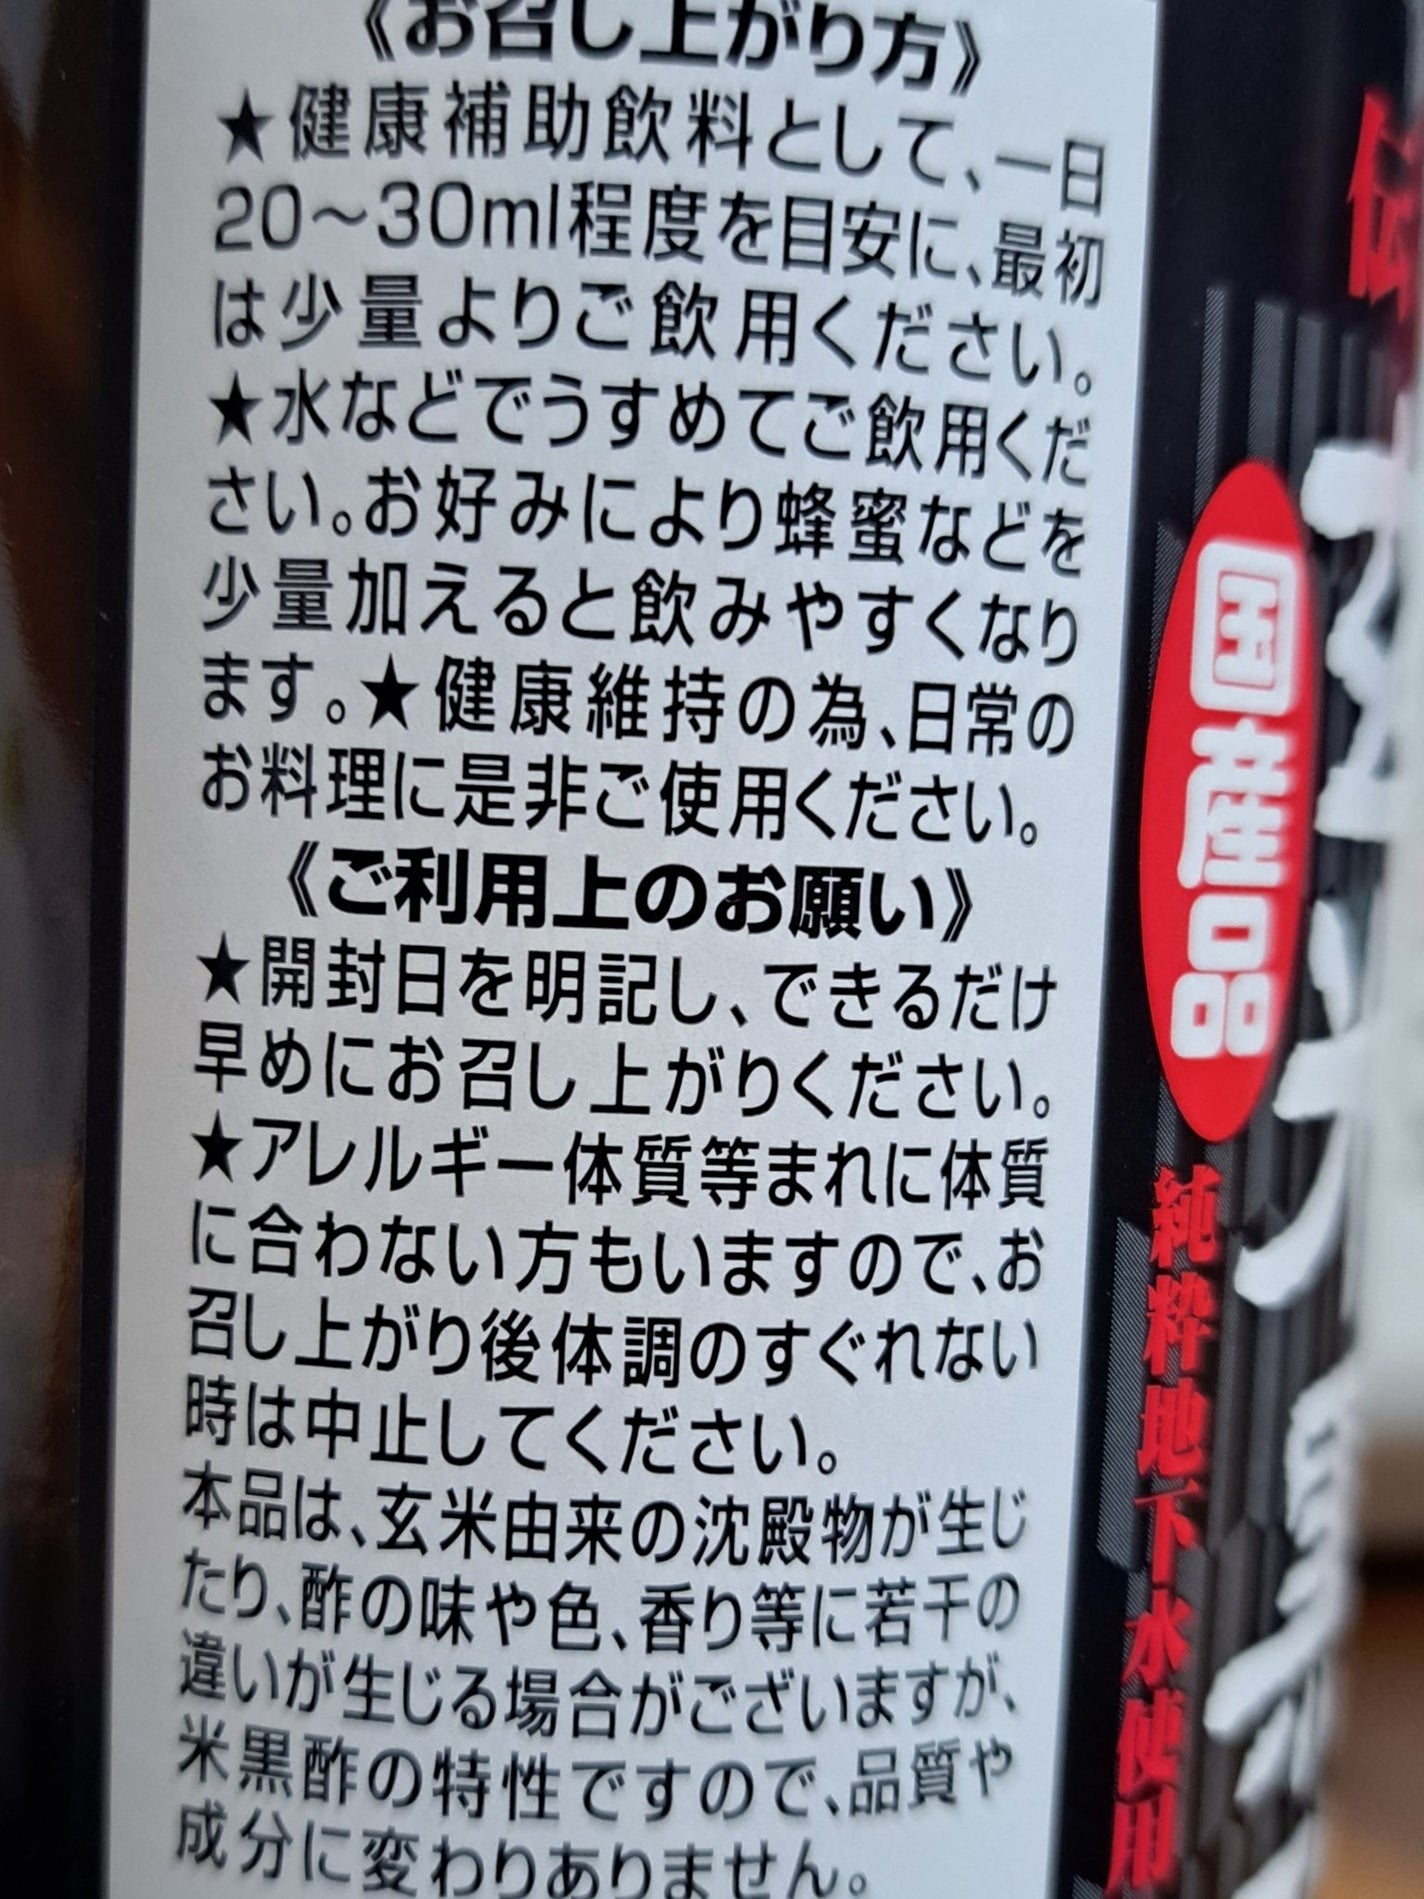 《お召し上がり方》
★健康補助飲料として、一日
20～30ml程度を目安に、最初
は少量よりご飲用ください。
★水などでうすめてご飲用くだ
さい。お好みにより蜂蜜などを
少量加えると飲みやすくなり
ます。★健康維持の為、日常の
お料理に是非ご使用ください。
《ご利用上のお願い》
★開封日を明記し、できるだけ
早めにお召し上がりください。
★アレルギー体質等まれに体質
に合わない方もいますので、お
召し上がり後体調のすぐれない
時は中止してください。
本品は、玄米由来の沈殿物が生じ
たり、酢の味や色、香り等に若干の
違いが生じる場合がございますが、
米黒酢の特性ですので、品質や
成分に変わりありません。
国産品
純粋地下水使用